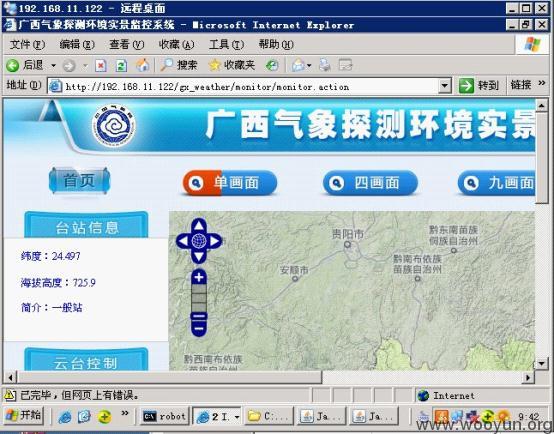 192.168.11.122 - 远程桌面
广西气象探测环境实景监控系统 - Microsoft Internet Explorer
文件(F) 编辑(E) 查看(V) 收藏(A) 工具(T) 帮助(H)
后退 搜索 收藏夹
地址(D) http://192.168.11.122/gx_weather/monitor/monitor.action 转到 链接 »
广西气象探测环境实景
首页 单画面 四画面 九画面
台站信息
纬度：24.497
海拔高度：725.9
简介：一般站
云台控制
贵阳市
黔东南苗族
侗族自治州
安顺市
黔南布依族
苗族自治州
黔西南布依族
苗族自治州
已完毕，但网页上有错误。 Internet
开始 » robot 2 I. C:... Ja... Ja... 9:42
www.wooyun.org